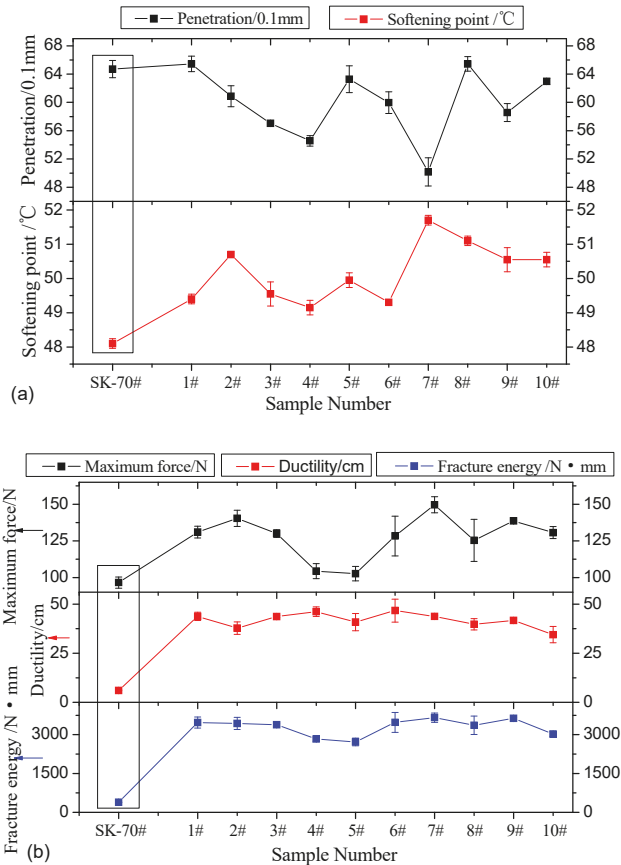 Penetration/0.1mm Softening point /℃
Penetration/0.1mm
68 68
64 64
60 60
56 56
52 52
48 48
Softening point /℃
52 52
51 51
50 50
49 49
48 48
SK-70# 1# 2# 3# 4# 5# 6# 7# 8# 9# 10#
(a)
Sample Number
Maximum force/N Ductility/cm Fracture energy /N • mm
Maximum force/N
150 150
125 125
100 100
Ductility/cm
50 50
25 25
0 0
Fracture energy /N • mm
3000 3000
1500 1500
0 0
SK-70# 1# 2# 3# 4# 5# 6# 7# 8# 9# 10#
(b)
Sample Number